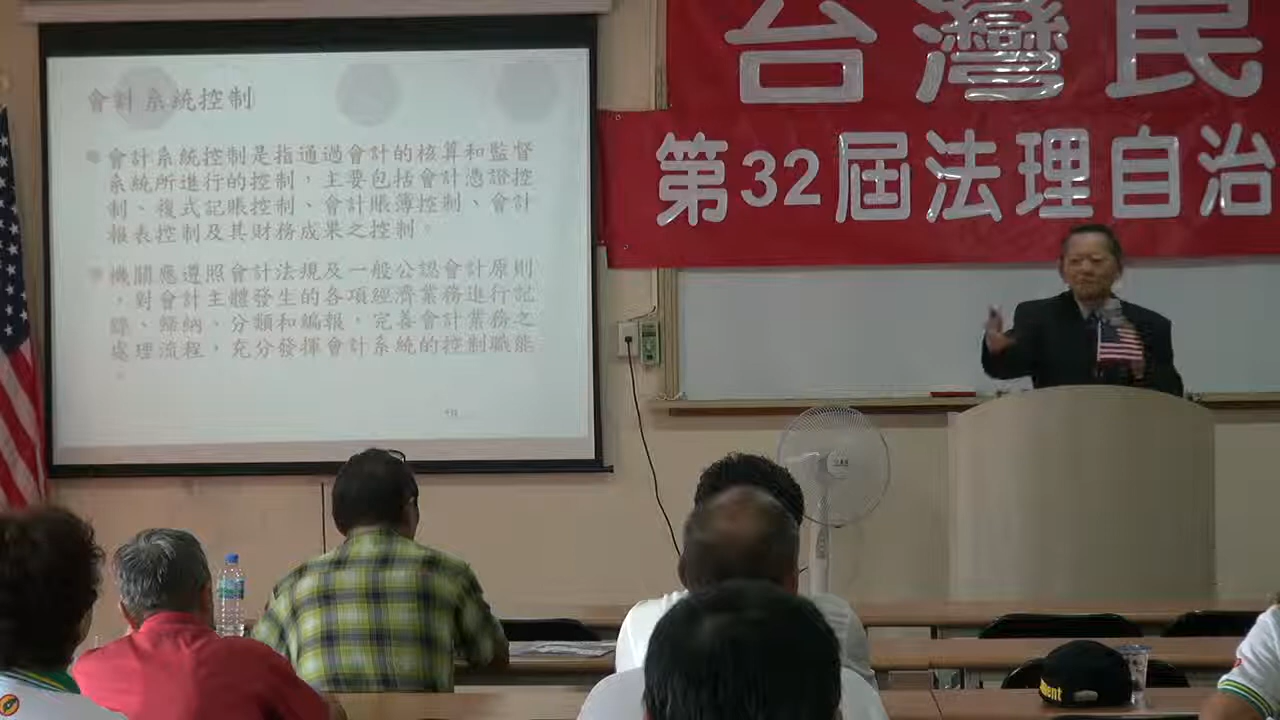 會計系統控制
會計系統控制是指通過會計的核算和監督
系統所進行的控制，主要包括會計憑證控
制、複式記賬控制、會計賬簿控制、會計
報表控制及其財務成果之控制。
機關應遵照會計法規及一般公認會計原則
，對會計主體發生的各項經濟業務進行記
錄、歸納、分類和編報，完善會計業務之
處理流程，充分發揮會計系統的控制職能
。
台灣民
第32屆法理自治